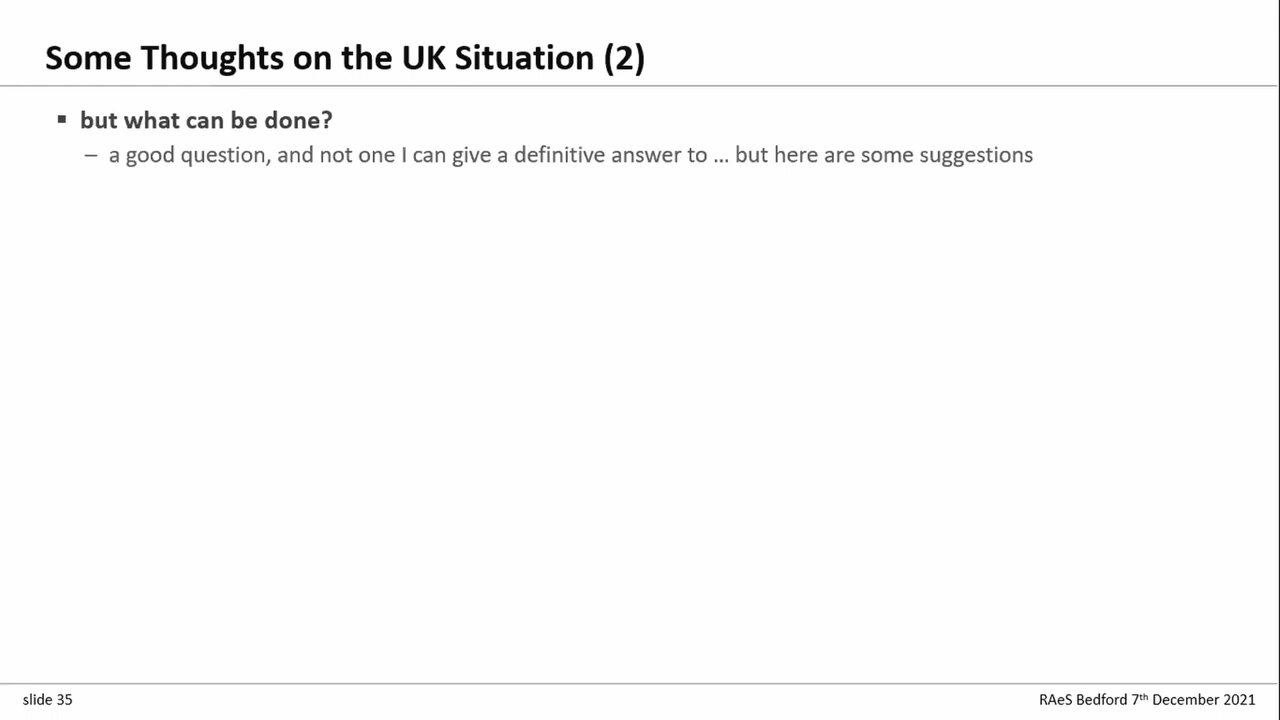 Some Thoughts on the UK Situation (2)
▪ but what can be done?
– a good question, and not one I can give a definitive answer to … but here are some suggestions
slide 35
RAeS Bedford 7th December 2021